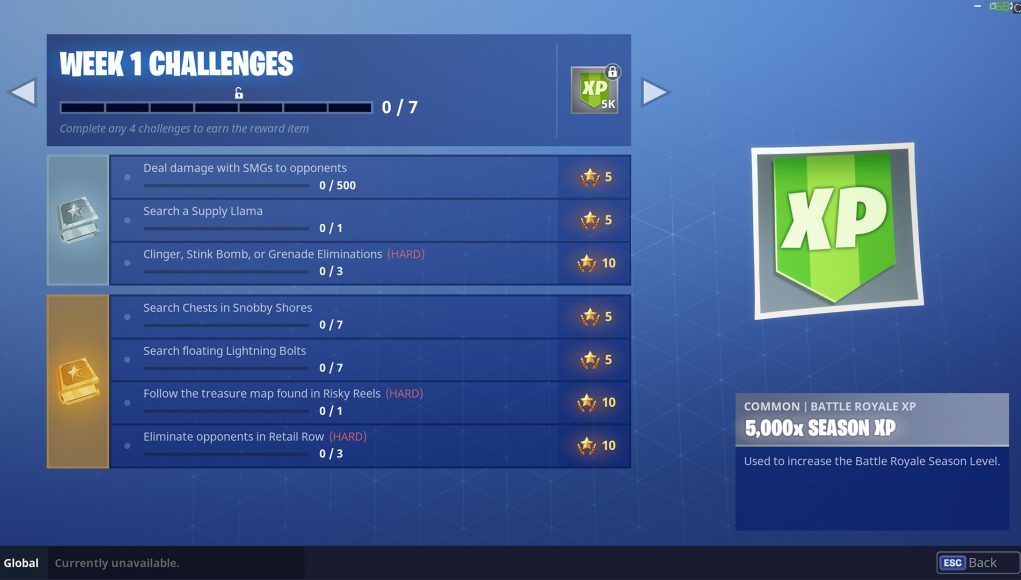 WEEK 1 CHALLENGES
0 / 7
Complete any 4 challenges to earn the reward item
XP
5K
Deal damage with SMGs to opponents
0 / 500
5
Search a Supply Llama
0 / 1
5
Clinger, Stink Bomb, or Grenade Eliminations (HARD)
0 / 3
10
Search Chests in Snobby Shores
0 / 7
5
Search floating Lightning Bolts
0 / 7
5
Follow the treasure map found in Risky Reels (HARD)
0 / 1
10
Eliminate opponents in Retail Row (HARD)
0 / 3
10
XP
COMMON | BATTLE ROYALE XP
5,000x SEASON XP
Used to increase the Battle Royale Season Level.
Global Currently unavailable.
ESC Back